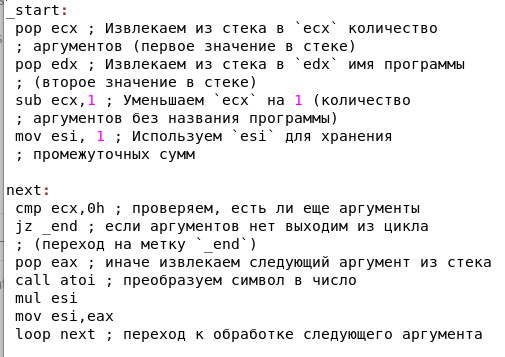 _start:
pop ecx ; Извлекаем из стека в `ecx` количество
; аргументов (первое значение в стеке)
pop edx ; Извлекаем из стека в `edx` имя программы
; (второе значение в стеке)
sub ecx,1 ; Уменьшаем `ecx` на 1 (количество
; аргументов без названия программы)
mov esi, 1 ; Используем `esi` для хранения
; промежуточных сумм
next:
cmp ecx,0h ; проверяем, есть ли еще аргументы
jz _end ; если аргументов нет выходим из цикла
; (переход на метку `_end`)
pop eax ; иначе извлекаем следующий аргумент из стека
call atoi ; преобразуем символ в число
mul esi
mov esi,eax
loop next ; переход к обработке следующего аргумента